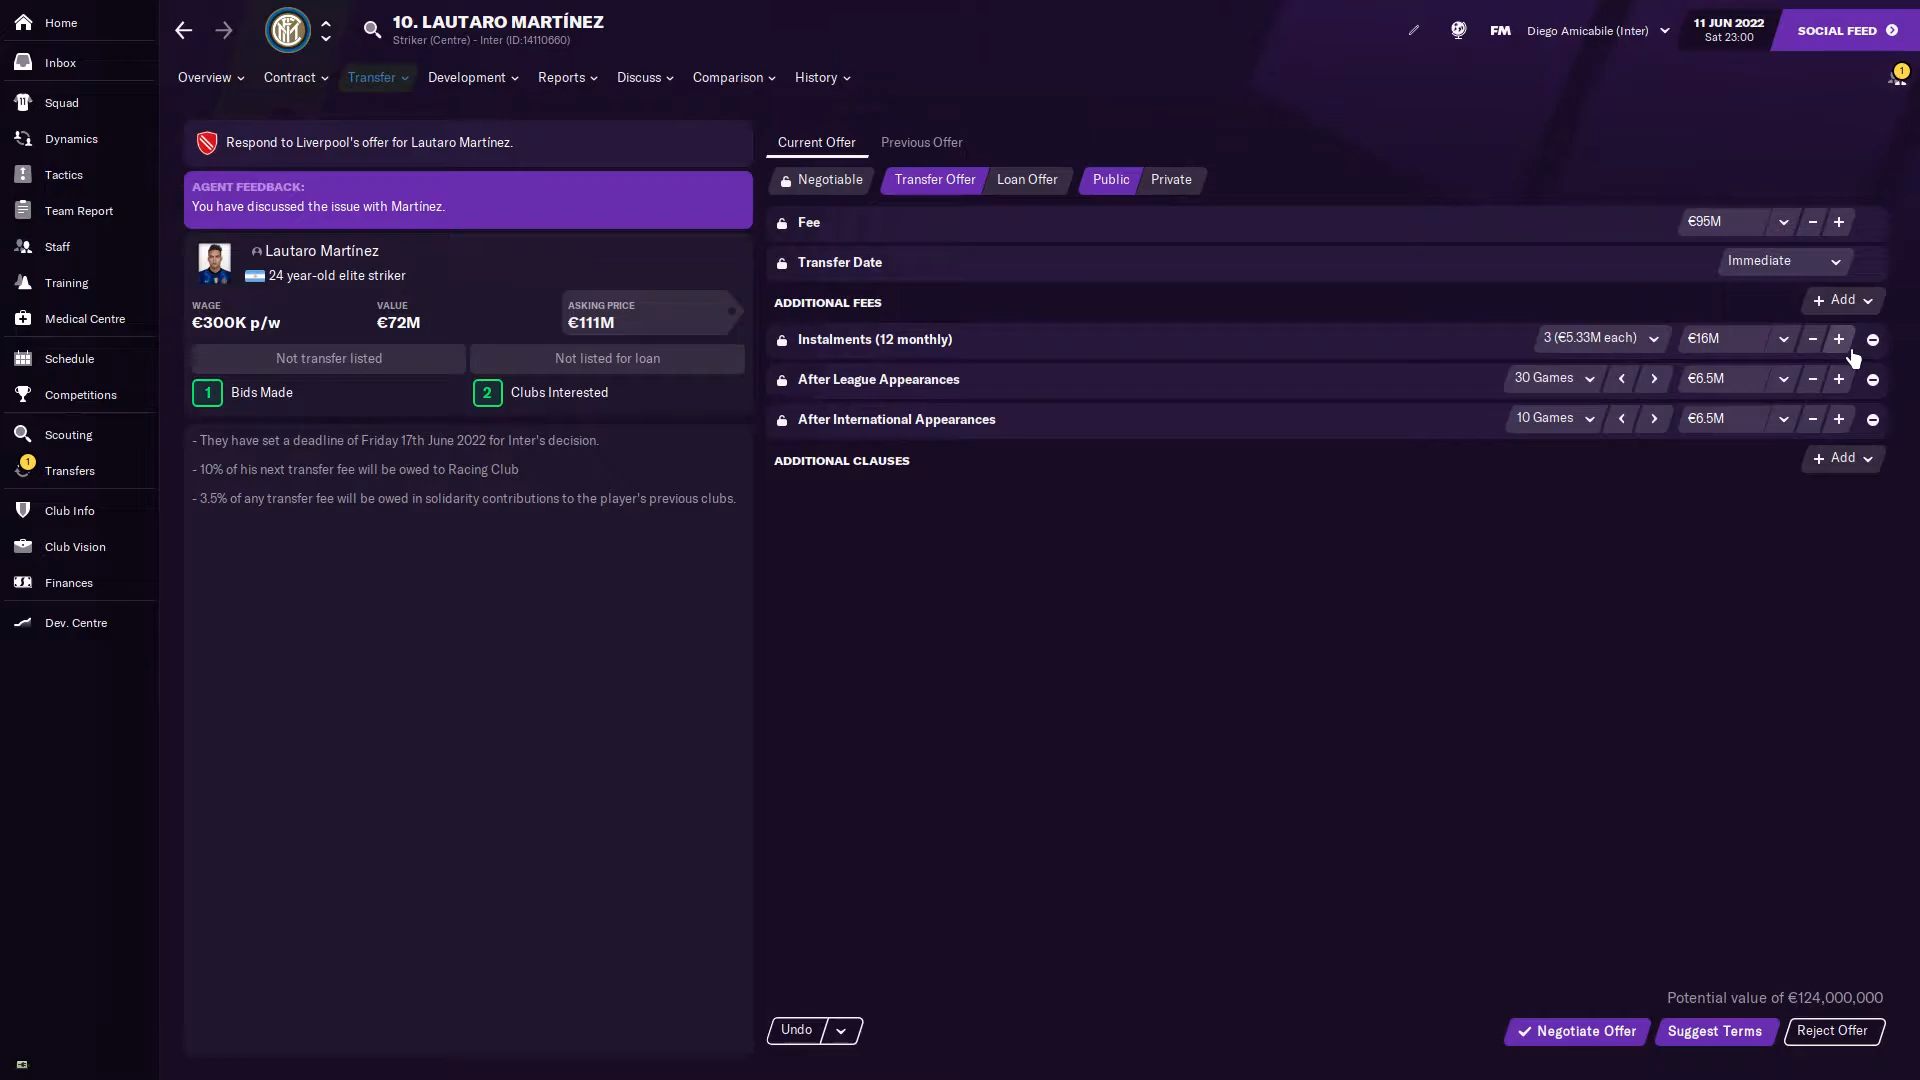 Home
Inbox
Squad
Dynamics
Tactics
Team Report
Staff
Training
Medical Centre
Schedule
Competitions
Scouting
1
Transfers
Club Info
Club Vision
Finances
Dev. Centre
10. LAUTARO MARTÍNEZ
Striker (Centre) - Inter (ID:14110660)
FM
Diego Amicabile (Inter)
11 JUN 2022
Sat 23:00
SOCIAL FEED
1
Overview
Contract
Transfer
Development
Reports
Discuss
Comparison
History
Respond to Liverpool's offer for Lautaro Martínez.
AGENT FEEDBACK:
You have discussed the issue with Martínez.
Lautaro Martínez
24 year-old elite striker
WAGE
€300K p/w
VALUE
€72M
ASKING PRICE
€111M
Not transfer listed
Not listed for loan
1 Bids Made
2 Clubs Interested
- They have set a deadline of Friday 17th June 2022 for Inter's decision.
- 10% of his next transfer fee will be owed to Racing Club
- 3.5% of any transfer fee will be owed in solidarity contributions to the player's previous clubs.
Current Offer
Previous Offer
Negotiable
Transfer Offer
Loan Offer
Public
Private
Fee
€95M
Transfer Date
Immediate
ADDITIONAL FEES
Add
Instalments (12 monthly)
3 (€5.33M each)
€16M
After League Appearances
30 Games
€6.5M
After International Appearances
10 Games
€6.5M
ADDITIONAL CLAUSES
Add
Potential value of €124,000,000
Undo
Negotiate Offer
Suggest Terms
Reject Offer